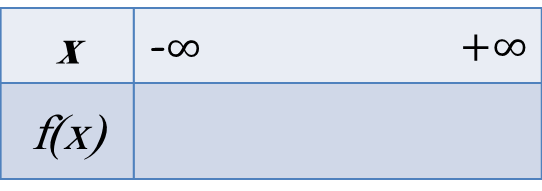 x -∞ +∞
f(x)